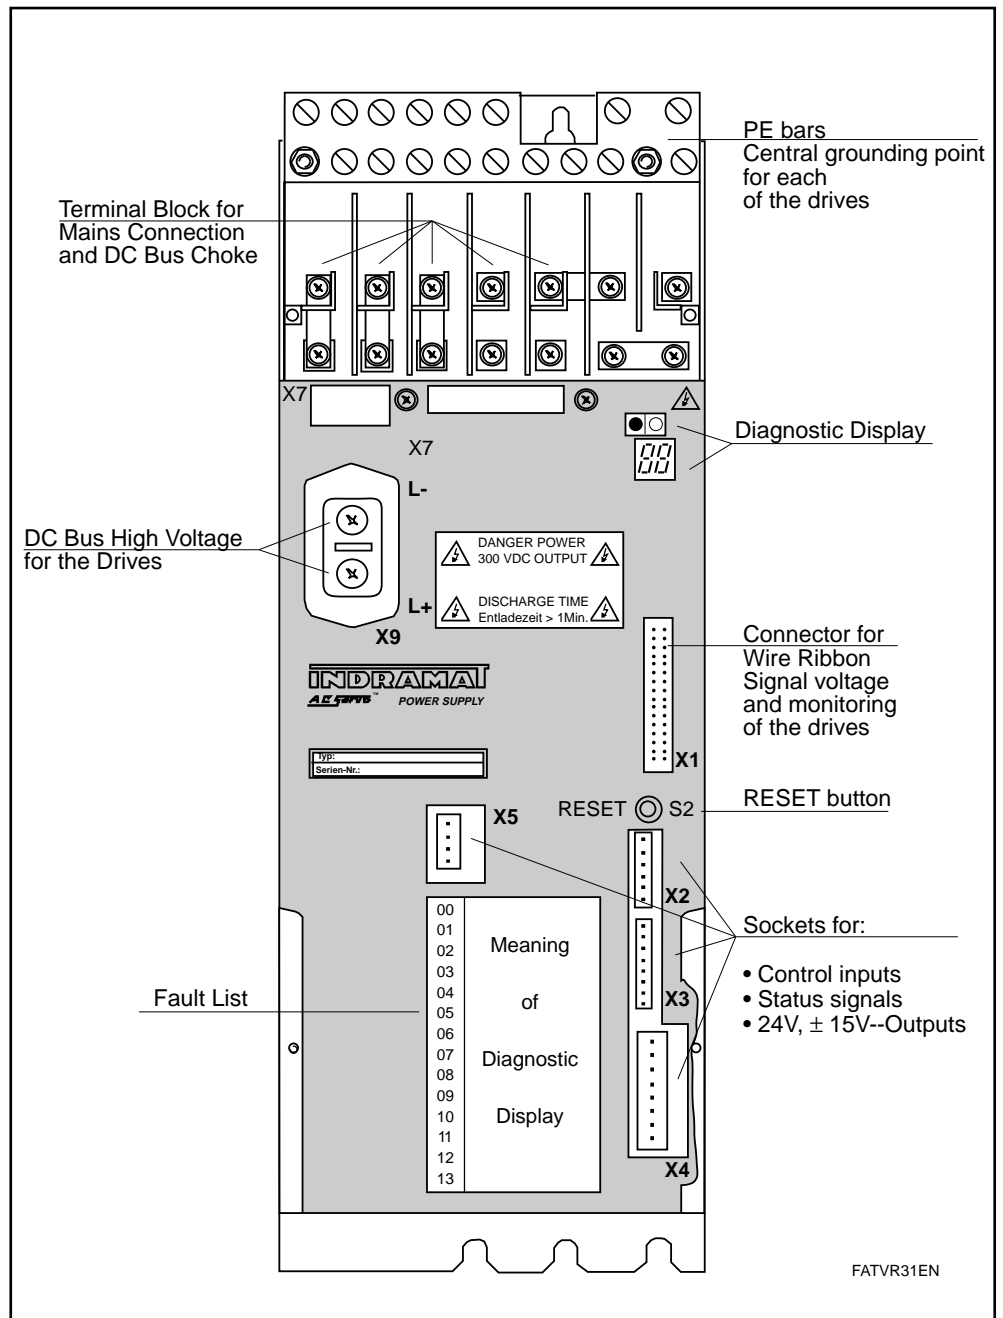 PE bars
Central grounding point
for each
of the drives
Terminal Block for
Mains Connection
and DC Bus Choke
X7
X7
Diagnostic Display
L-
DC Bus High Voltage
for the Drives
DANGER POWER
300 VDC OUTPUT
DISCHARGE TIME
Entladezeit > 1Min.
L+
X9
Connector for
Wire Ribbon
Signal voltage
and monitoring
of the drives
INDRAMAT
AC Servo™ POWER SUPPLY
X1
Typ:
Serien-Nr.:
RESET S2
RESET button
X5
X2
00
01
02
03
04
05
06
07
08
09
10
11
12
13
Meaning
of
Diagnostic
Display
Fault List
X3
X4
Sockets for:
• Control inputs
• Status signals
• 24V, ± 15V--Outputs
FATVR31EN